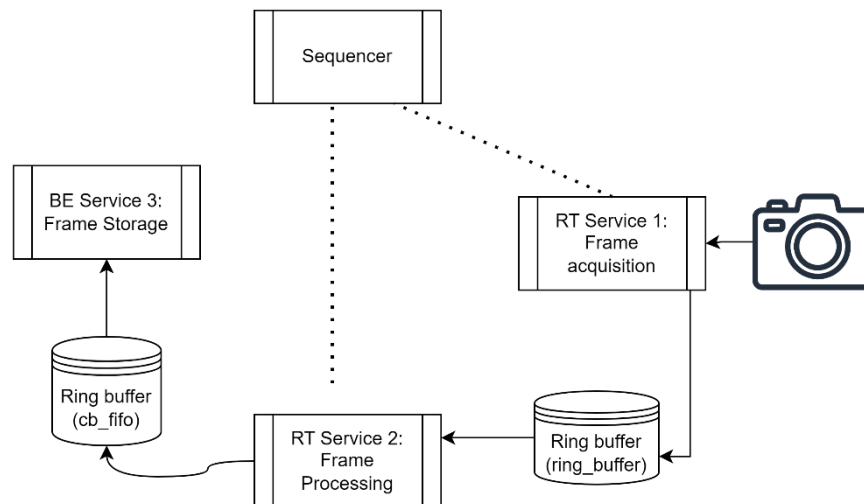 Sequencer
BE Service 3:
Frame Storage
RT Service 1:
Frame
acquisition
Ring buffer
(cb_fifo)
RT Service 2:
Frame
Processing
Ring buffer
(ring_buffer)